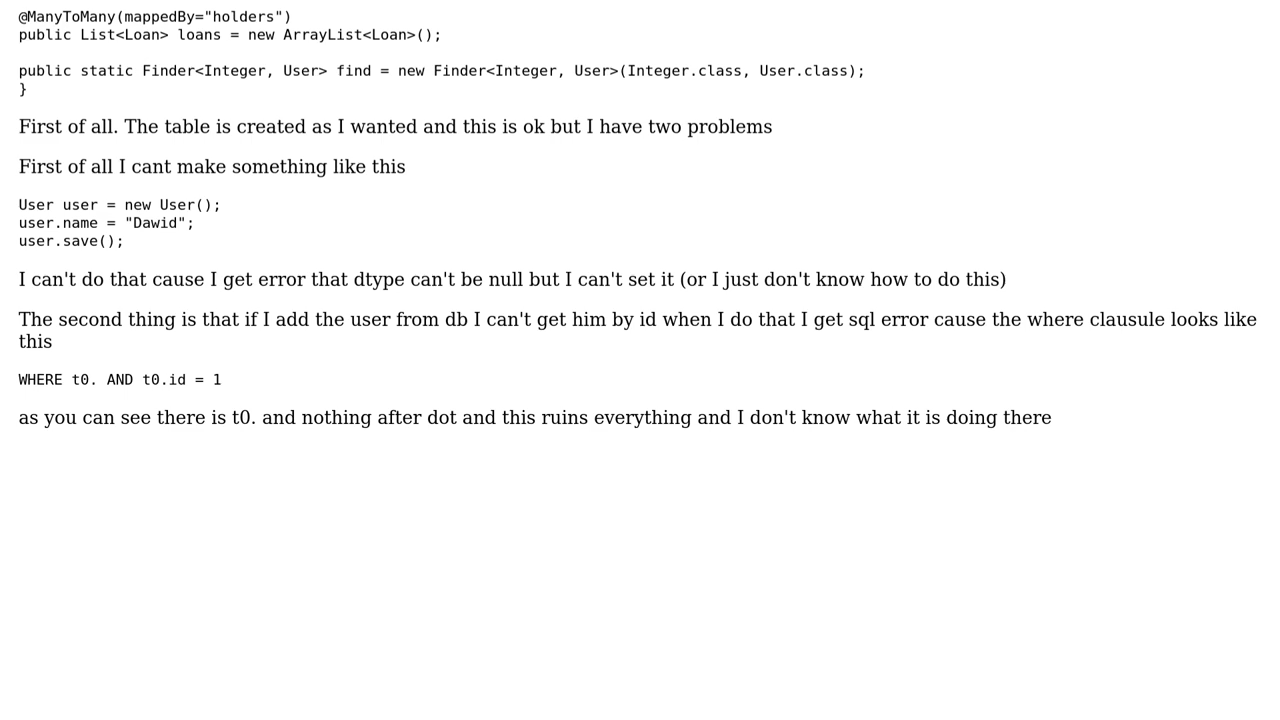 @ManyToMany(mappedBy="holders")
public List<Loan> loans = new ArrayList<Loan>();
public static Finder<Integer, User> find = new Finder<Integer, User>(Integer.class, User.class);
}
First of all. The table is created as I wanted and this is ok but I have two problems
First of all I cant make something like this
User user = new User();
user.name = "Dawid";
user.save();
I can't do that cause I get error that dtype can't be null but I can't set it (or I just don't know how to do this)
The second thing is that if I add the user from db I can't get him by id when I do that I get sql error cause the where clausule looks like
this
WHERE t0. AND t0.id = 1
as you can see there is t0. and nothing after dot and this ruins everything and I don't know what it is doing there